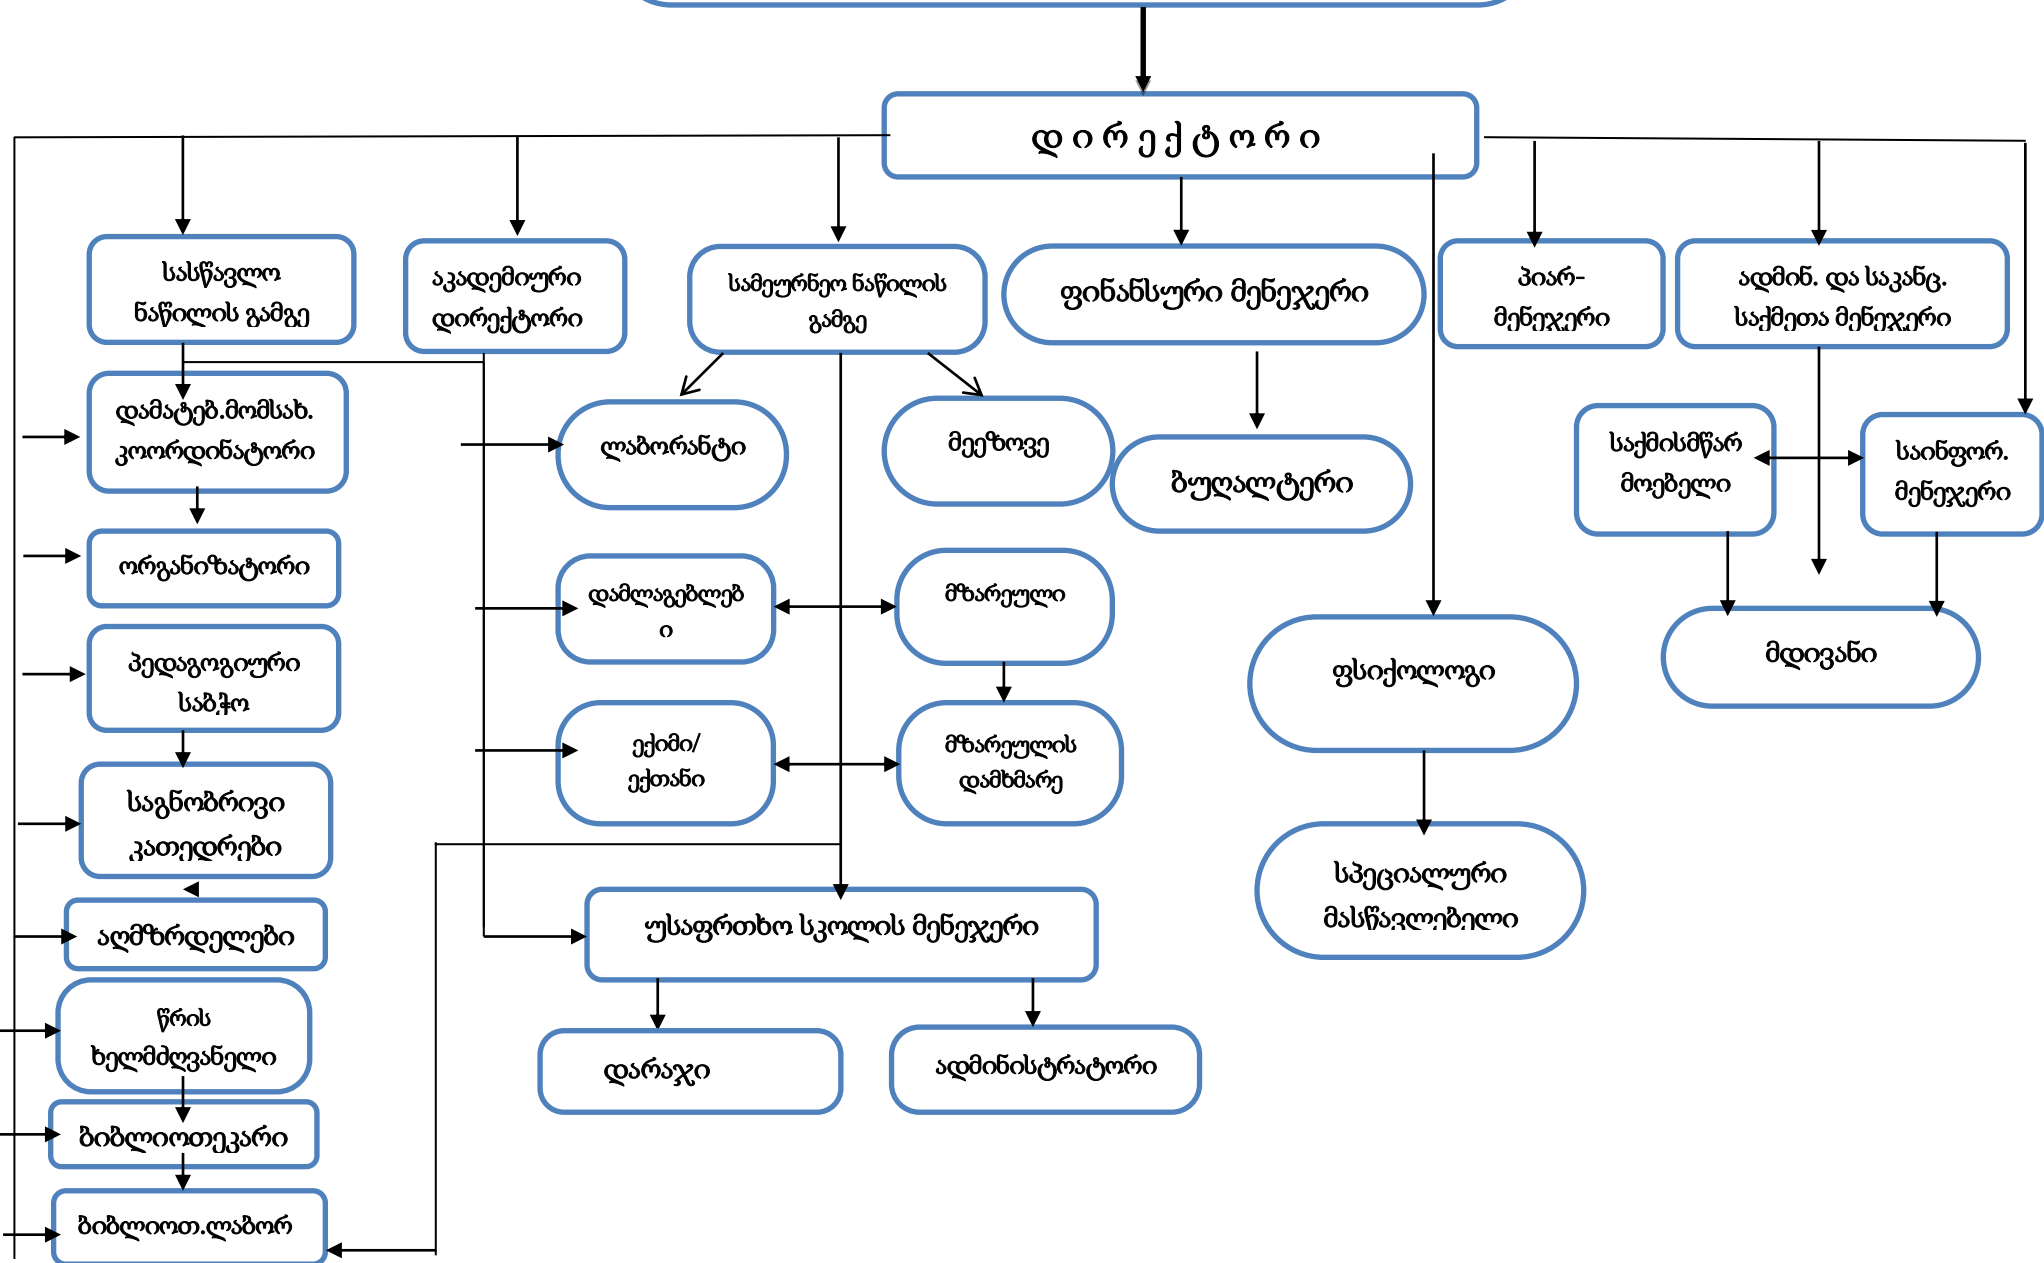 დ ი რ ე ქ ტ ო რ ი
სასწავლო
ნაწილის გამგე
აკადემიური
დირექტორი
სამეურნეო ნაწილის
გამგე
ფინანსური მენეჯერი
პიარ-
მენეჯერი
ადმინ. და საკანც.
საქმეთა მენეჯერი
დამატებ.მომსახ.
კოორდინატორი
ლაბორანტი
მეეზოვე
ბუღალტერი
საქმისმწარ
მოებელი
საინფორ.
მენეჯერი
ორგანიზატორი
დამლაგებლებ
ი
მზარეული
პედაგოგიური
საბჭო
ფსიქოლოგი
მდივანი
ექიმი/
ექთანი
მზარეულის
დამხმარე
საგნობრივი
კათედრები
სპეციალური
მასწავლებელი
აღმზრდელები
უსაფრთხო სკოლის მენეჯერი
წრის
ხელმძღვანელი
დარაჯი
ადმინისტრატორი
ბიბლიოთეკარი
ბიბლიოთ.ლაბორ